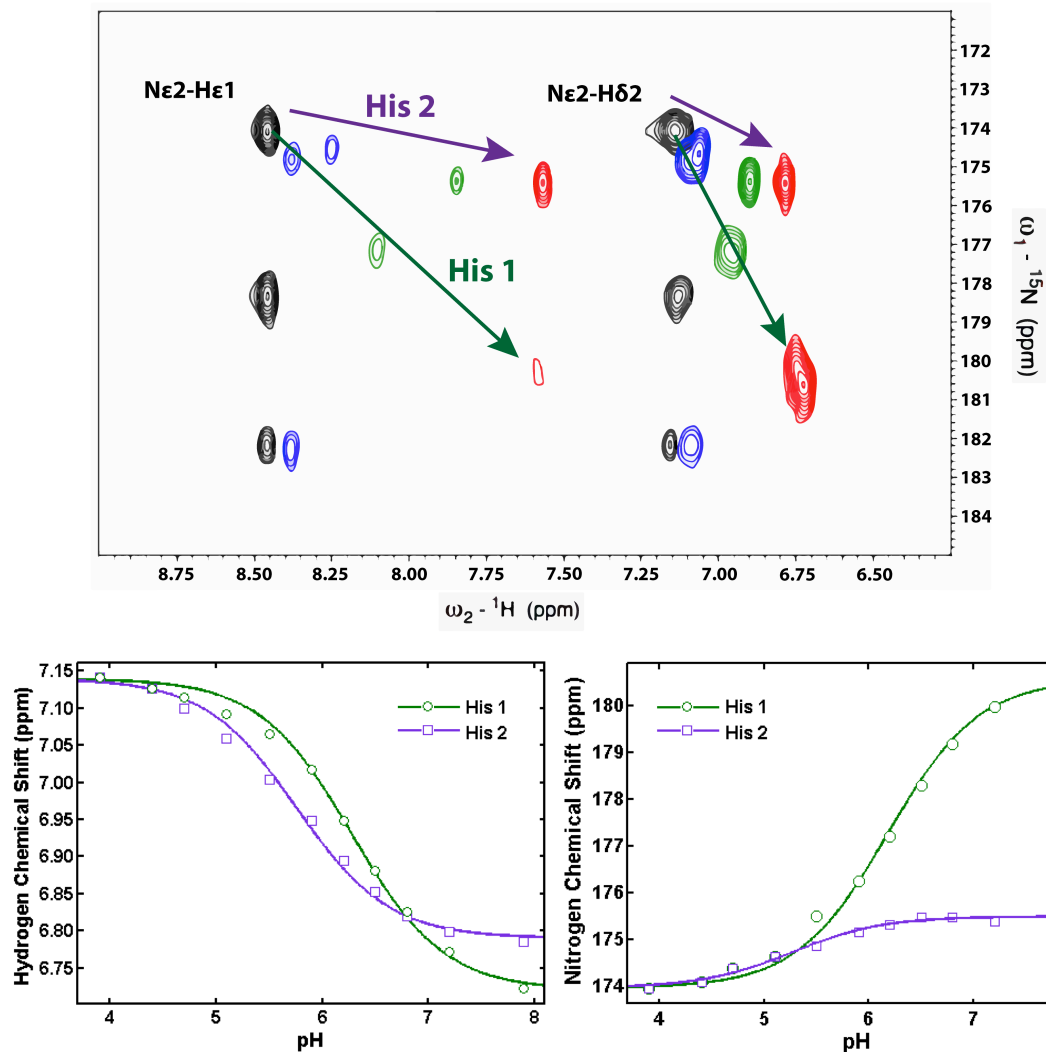 Nε2-Hε1
His 2
Nε2-Hδ2
His 1
172
173
174
175
176
177
178
179
180
181
182
183
184
ω1 - 15N (ppm)
8.75 8.50 8.25 8.00 7.75 7.50 7.25 7.00 6.75 6.50
ω2 - 1H (ppm)
Hydrogen Chemical Shift (ppm)
7.15
7.10
7.05
7.00
6.95
6.90
6.85
6.80
6.75
His 1
His 2
4 5 6 7 8
pH
Nitrogen Chemical Shift (ppm)
180
179
178
177
176
175
174
His 1
His 2
4 5 6 7
pH